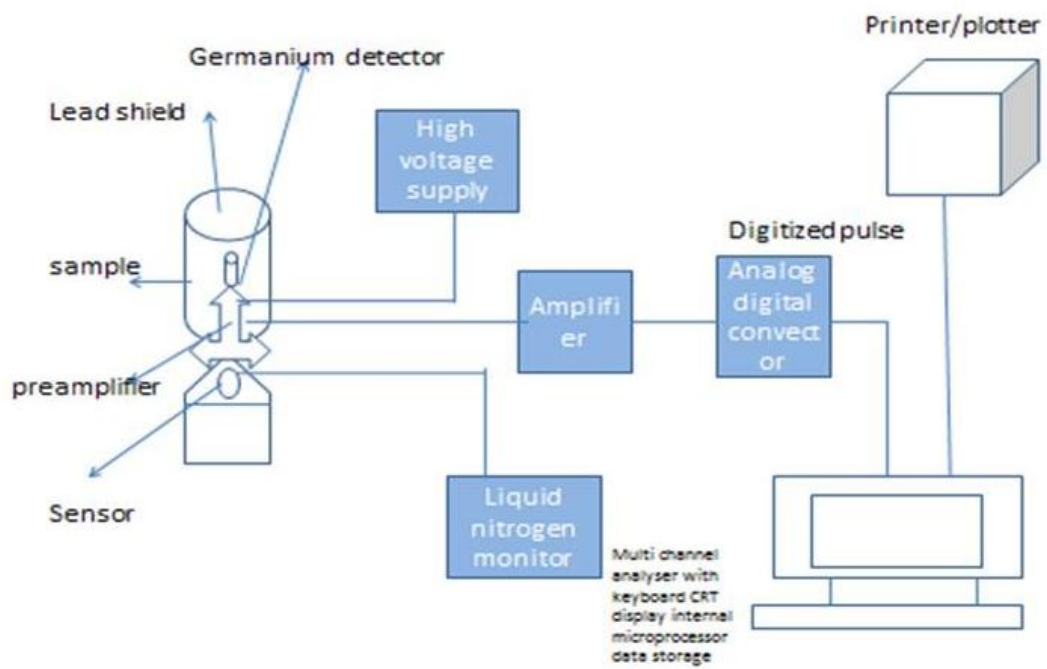 Printer/plotter
Germanium detector
Lead shield
High
voltage
supply
Digitized pulse
sample
Amplifi
er
Analog
digital
convect
or
preamplifier
Sensor
Liquid
nitrogen
monitor
Multi channel
analyser with
keyboard CRT
display internal
microprocessor
data storage